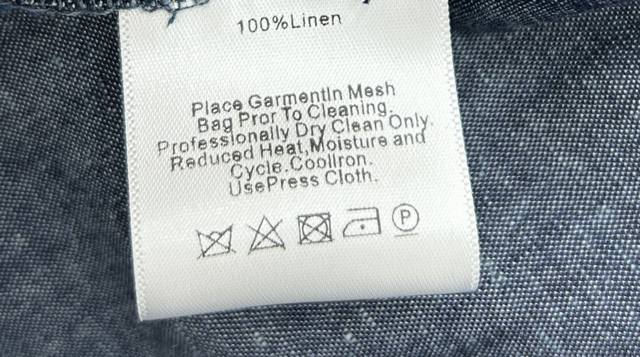 100%Linen
Place GarmentIn Mesh
Bag Pror To Cleaning.
Professionally Dry Clean Only.
Reduced Heat,Moisture and
Cycle.CoolIron.
UsePress Cloth.
P